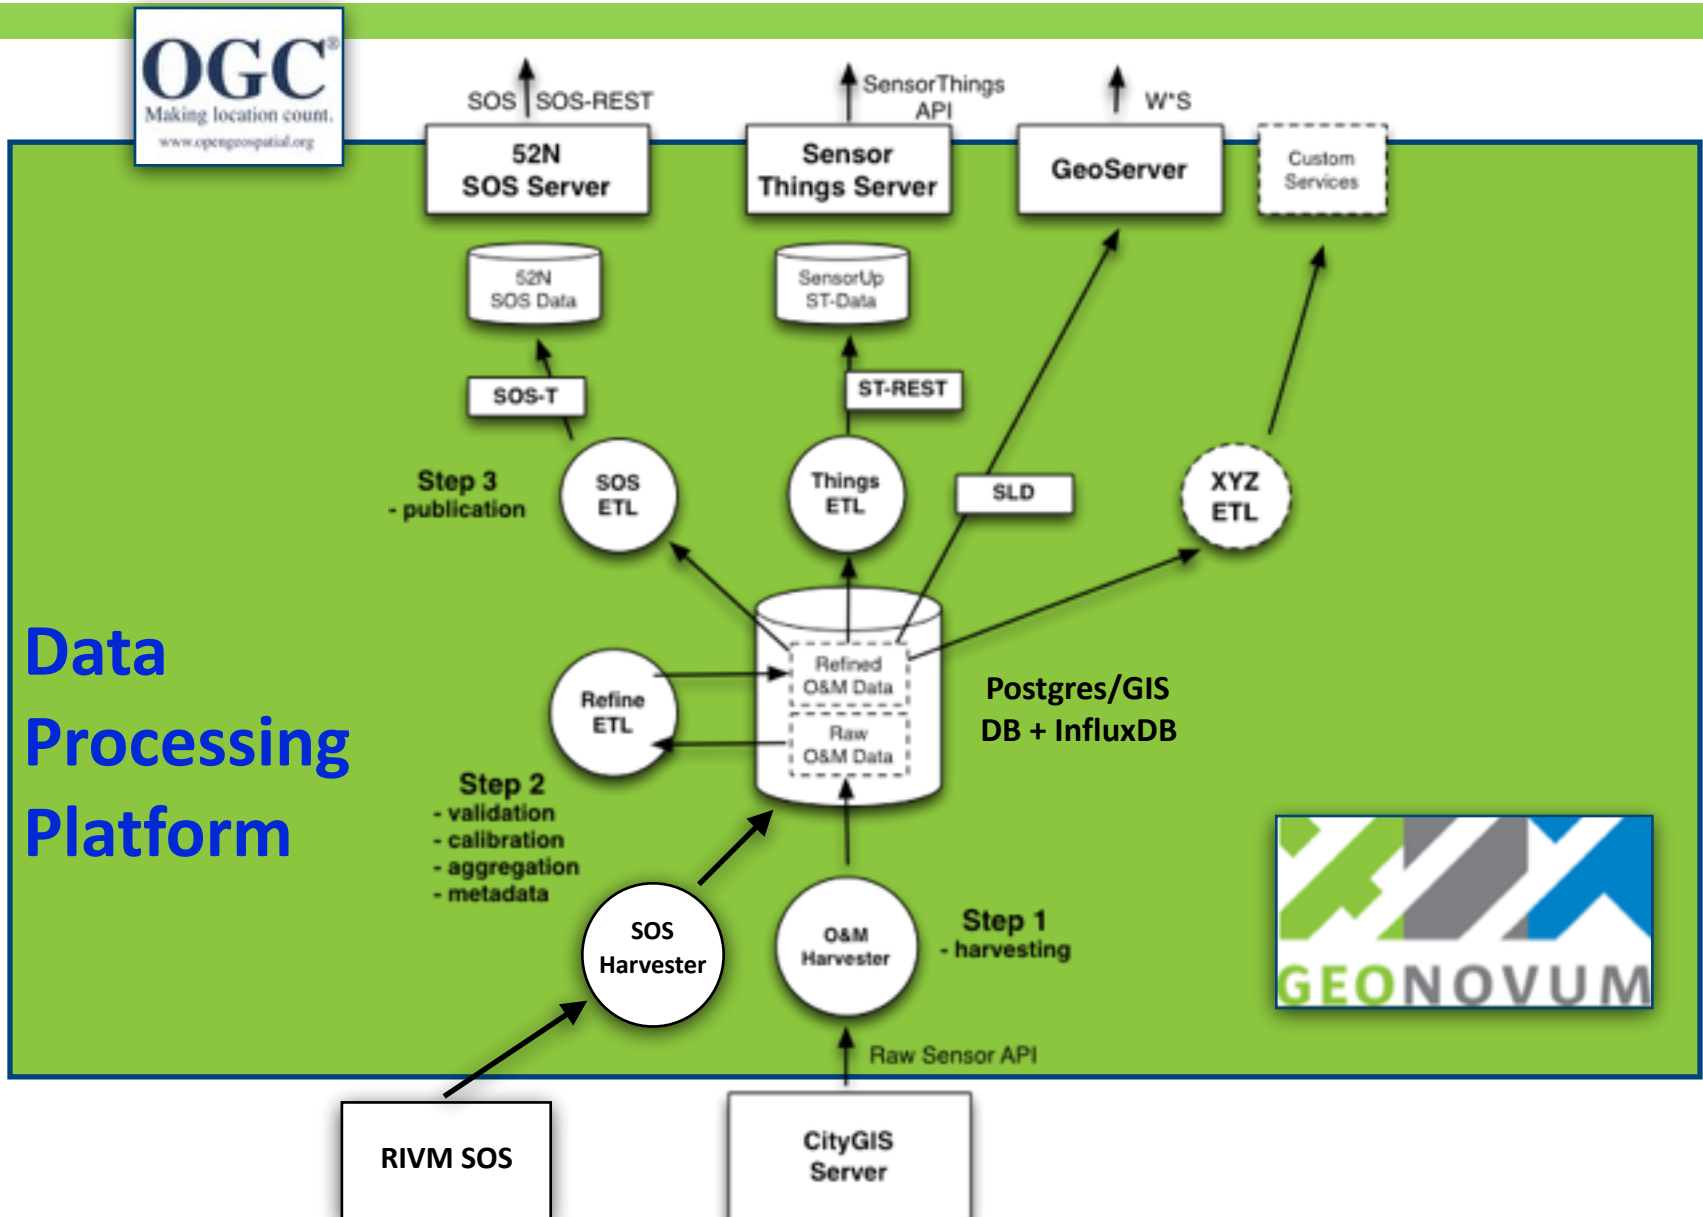 OGC®
Making location count.
www.opengeospatial.org
SOS
SOS-REST
SensorThings
API
W*S
52N
SOS Server
Sensor
Things Server
GeoServer
Custom
Services
52N
SOS Data
SensorUp
ST-Data
SOS-T
ST-REST
Step 3
- publication
SOS
ETL
Things
ETL
SLD
XYZ
ETL
Data
Processing
Platform
Refine
ETL
Refined
O&M Data
Raw
O&M Data
Postgres/GIS
DB + InfluxDB
Step 2
- validation
- calibration
- aggregation
- metadata
SOS
Harvester
O&M
Harvester
Step 1
- harvesting
GEONOVUM
Raw Sensor API
RIVM SOS
CityGIS
Server